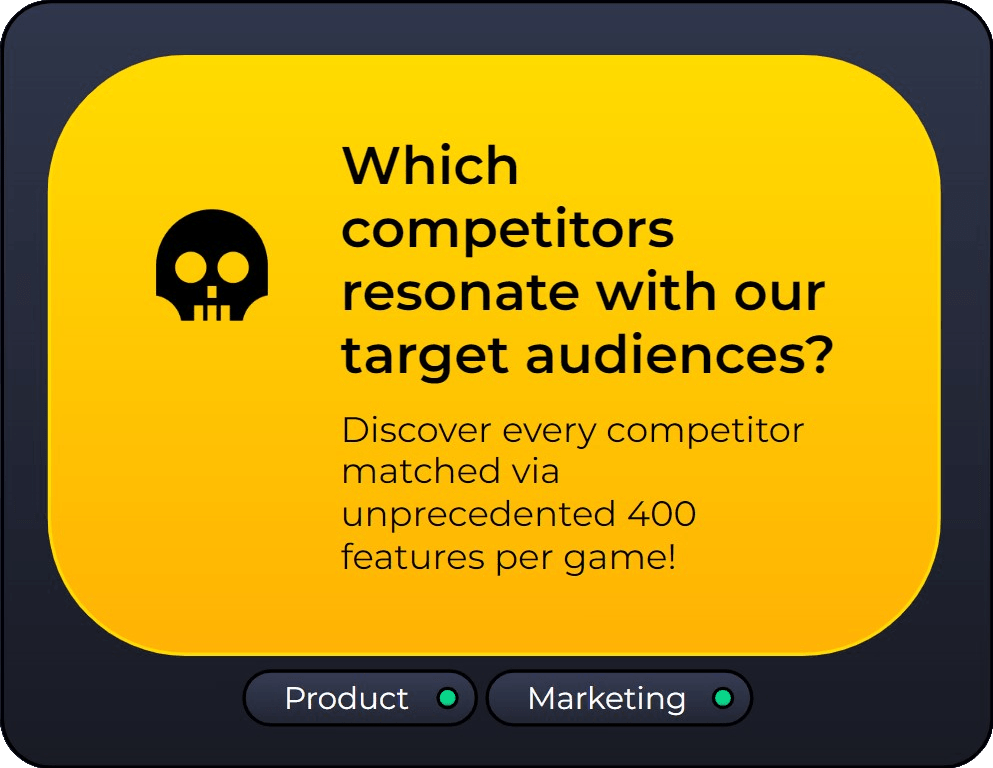 Which
competitors
resonate with our
target audiences?
Discover every competitor
matched via
unprecedented 400
features per game!
Product
Marketing